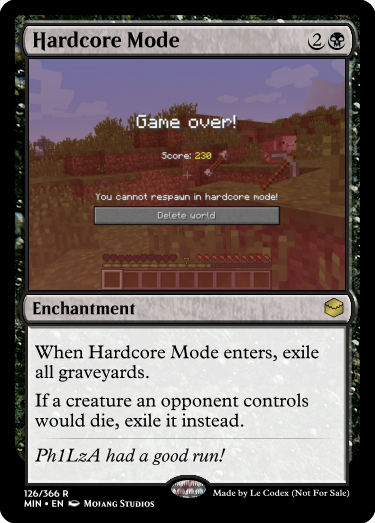 Hardcore Mode 2
Game over!
Score: 230
You cannot respawn in hardcore mode!
Delete world
7
Enchantment
When Hardcore Mode enters, exile
all graveyards.
If a creature an opponent controls
would die, exile it instead.
Ph1LzA had a good run!
126/366 R
MIN • EN Mojang Studios
Made by Le Codex (Not For Sale)